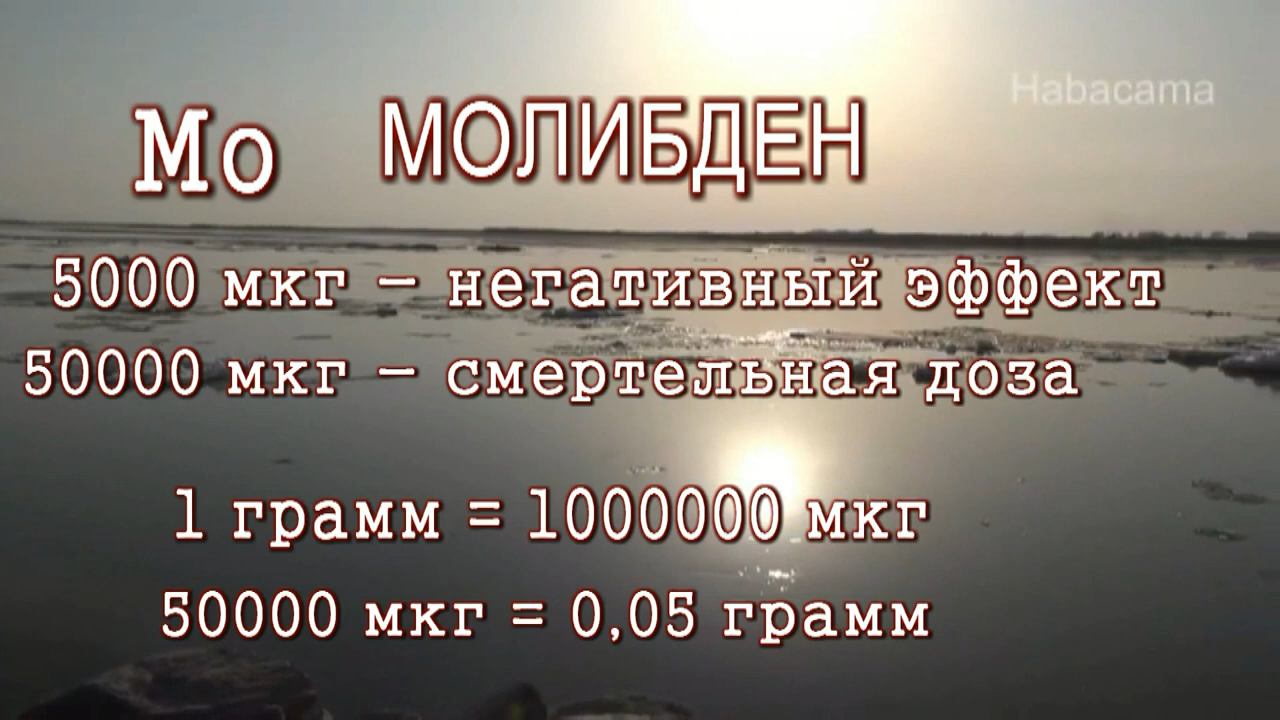 Habacama
Mo МОЛИБДЕН
5000 мкг – негативный эффект
50000 мкг – смертельная доза
1 грамм = 1000000 мкг
50000 мкг = 0,05 грамм